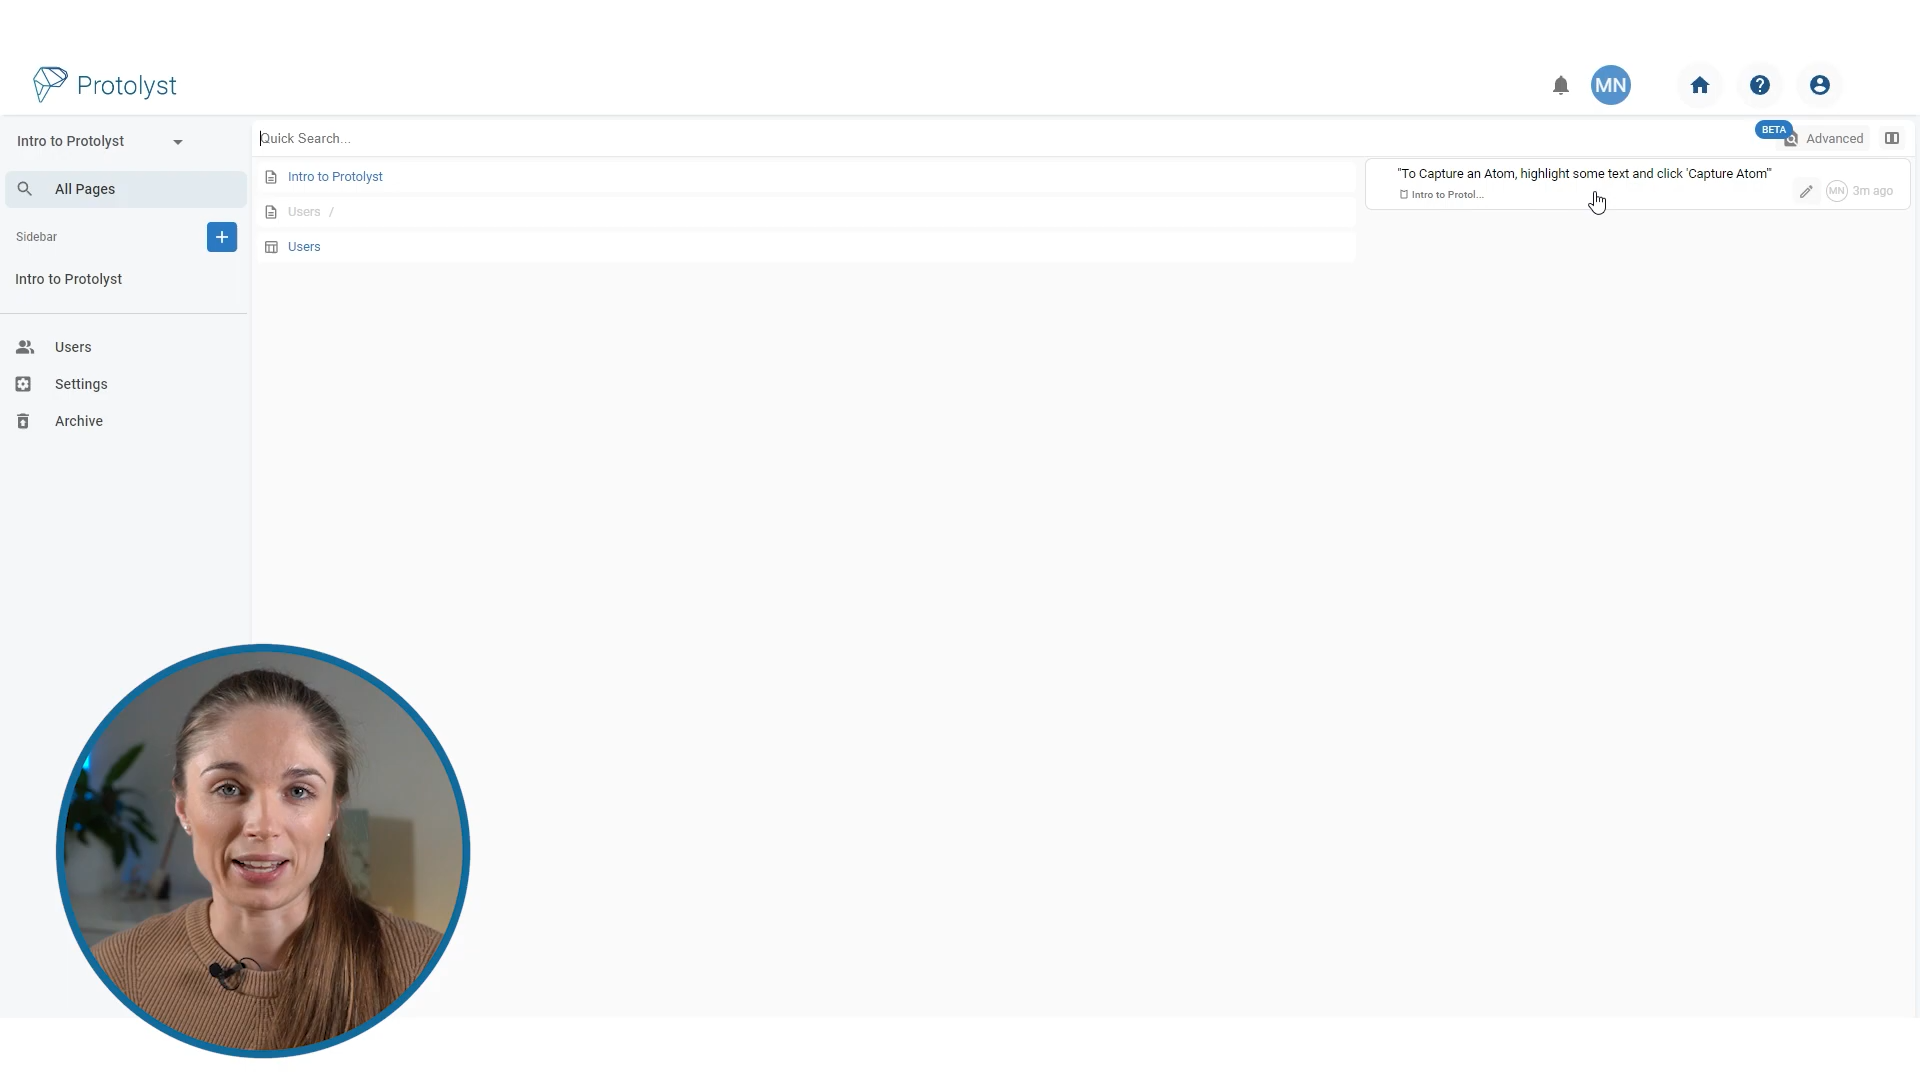 Protolyst
MN
Intro to Protolyst
Quick Search...
BETA
Advanced
All Pages
Intro to Protolyst
"To Capture an Atom, highlight some text and click 'Capture Atom'"
Intro to Protol...
MN
3m ago
Users /
Sidebar
Users
Intro to Protolyst
Users
Settings
Archive